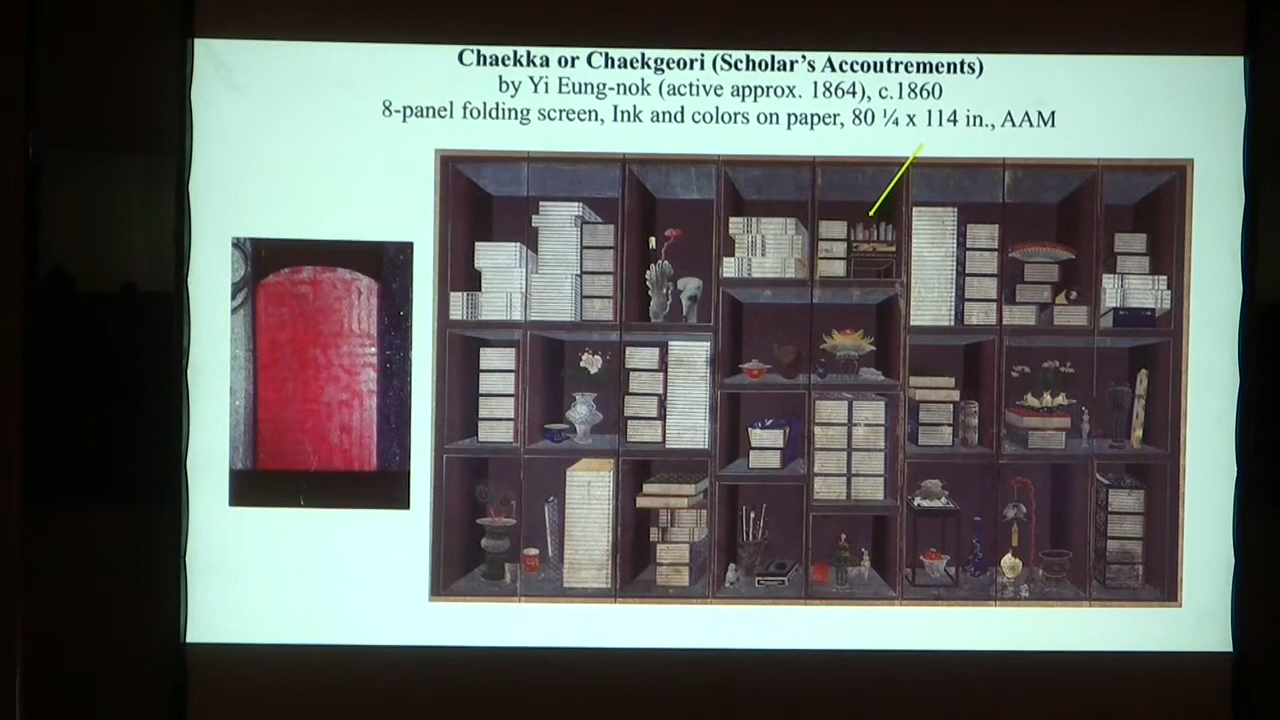 Chaekka or Chaekgeori (Scholar's Accoutrements)
by Yi Eung-nok (active approx. 1864), c.1860
8-panel folding screen, Ink and colors on paper, 80 ¼ x 114 in., AAM